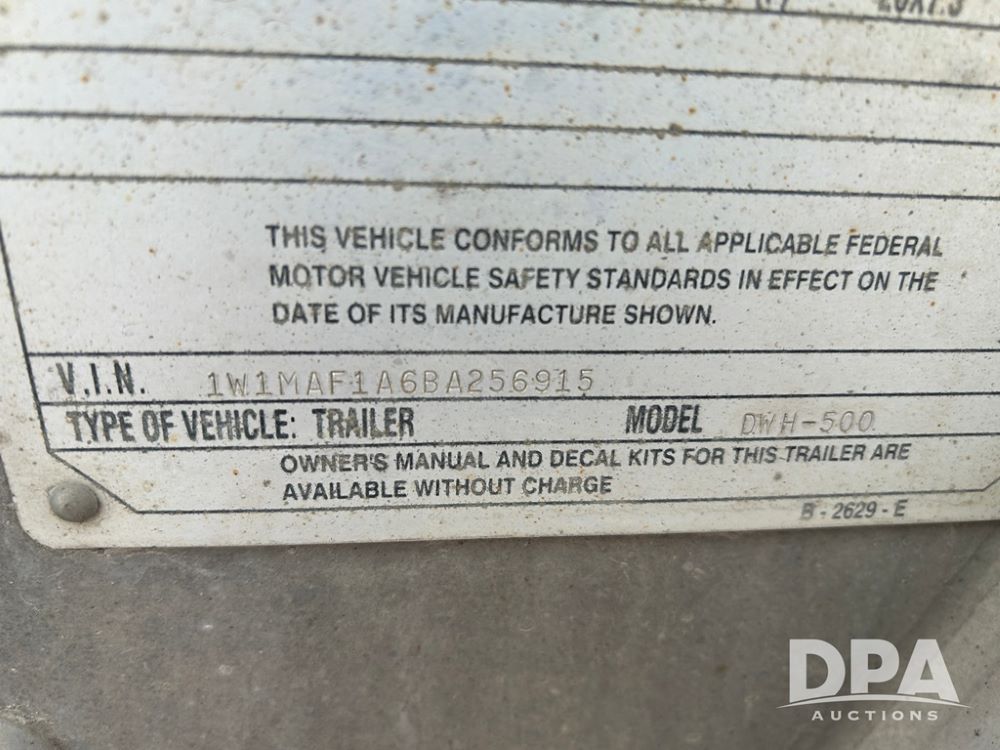 THIS VEHICLE CONFORMS TO ALL APPLICABLE FEDERAL
MOTOR VEHICLE SAFETY STANDARDS IN EFFECT ON THE
DATE OF ITS MANUFACTURE SHOWN.
V.I.N. 1W1MAF1A6BA256915
TYPE OF VEHICLE: TRAILER MODEL DWH-500
OWNER'S MANUAL AND DECAL KITS FOR THIS TRAILER ARE
AVAILABLE WITHOUT CHARGE
B - 2629 - E
DPA
AUCTIONS